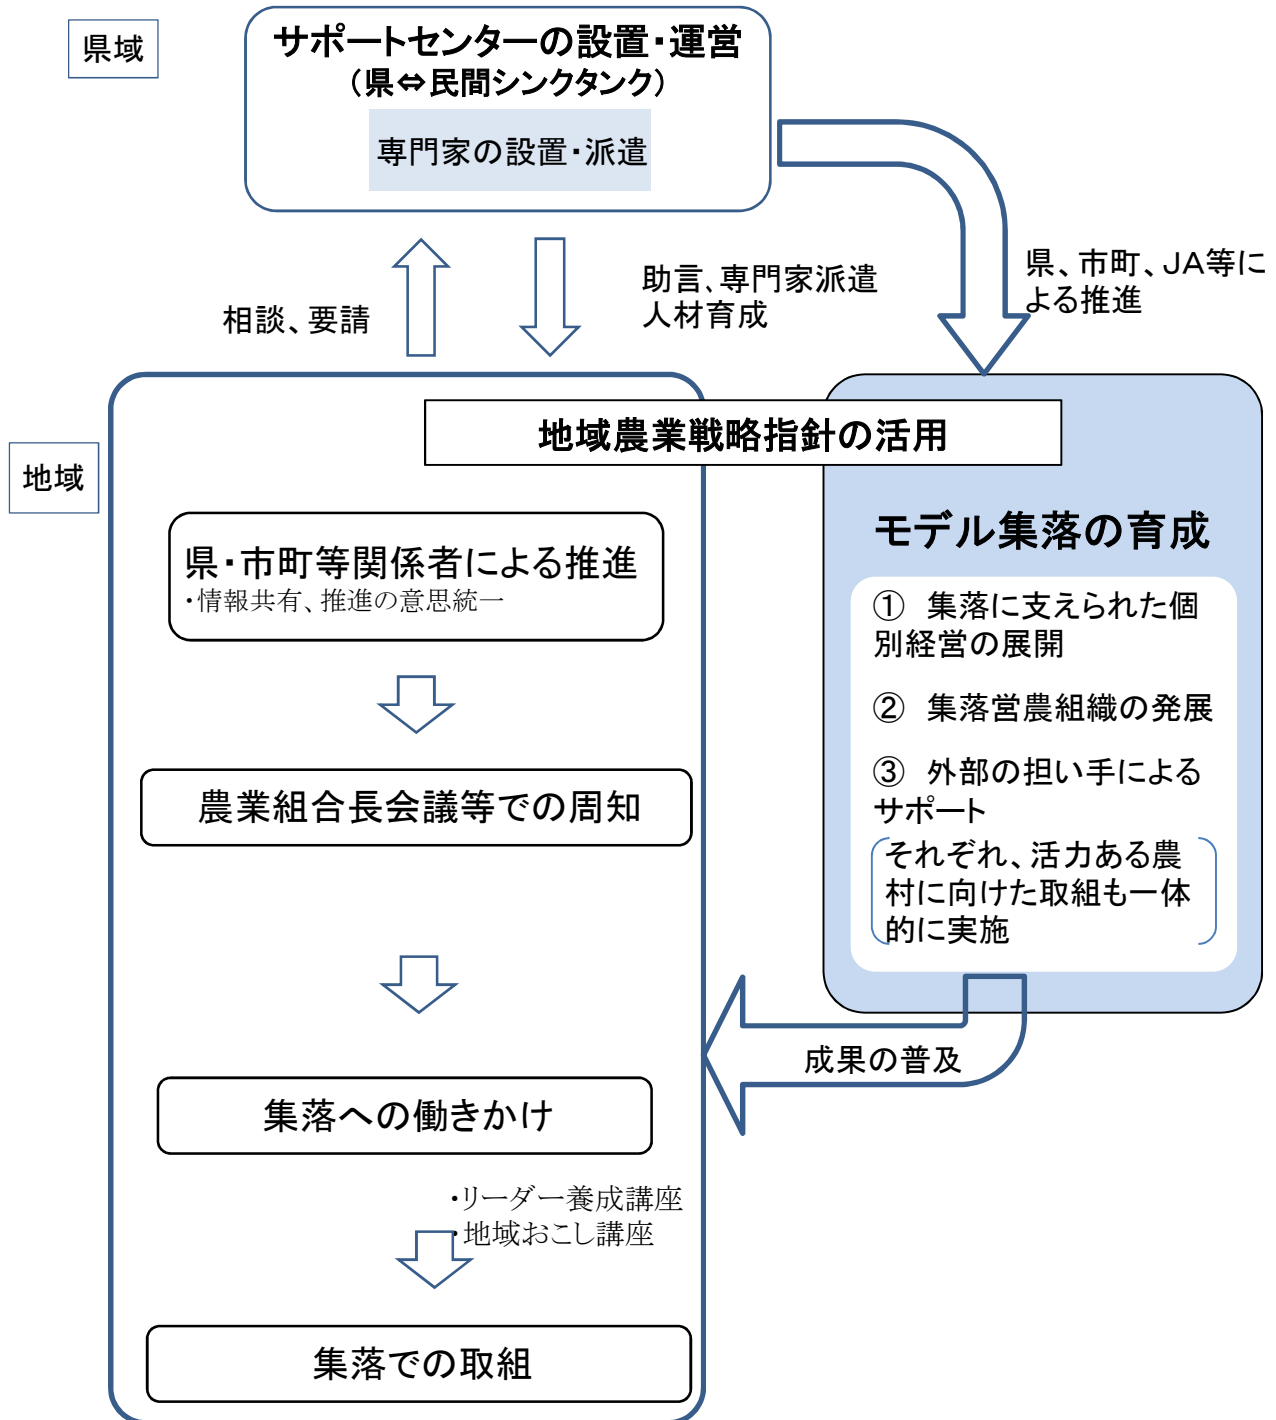 県域
サポートセンターの設置・運営
（県⇔民間シンクタンク）
専門家の設置・派遣
相談、要請
助言、専門家派遣
人材育成
県、市町、ＪＡ等に
よる推進
地域
地域農業戦略指針の活用
県・市町等関係者による推進
・情報共有、推進の意思統一
農業組合長会議等での周知
集落への働きかけ
・リーダー養成講座
・地域おこし講座
集落での取組
モデル集落の育成
① 集落に支えられた個
別経営の展開
② 集落営農組織の発展
③ 外部の担い手による
サポート
それぞれ、活力ある農
村に向けた取組も一体
的に実施
成果の普及